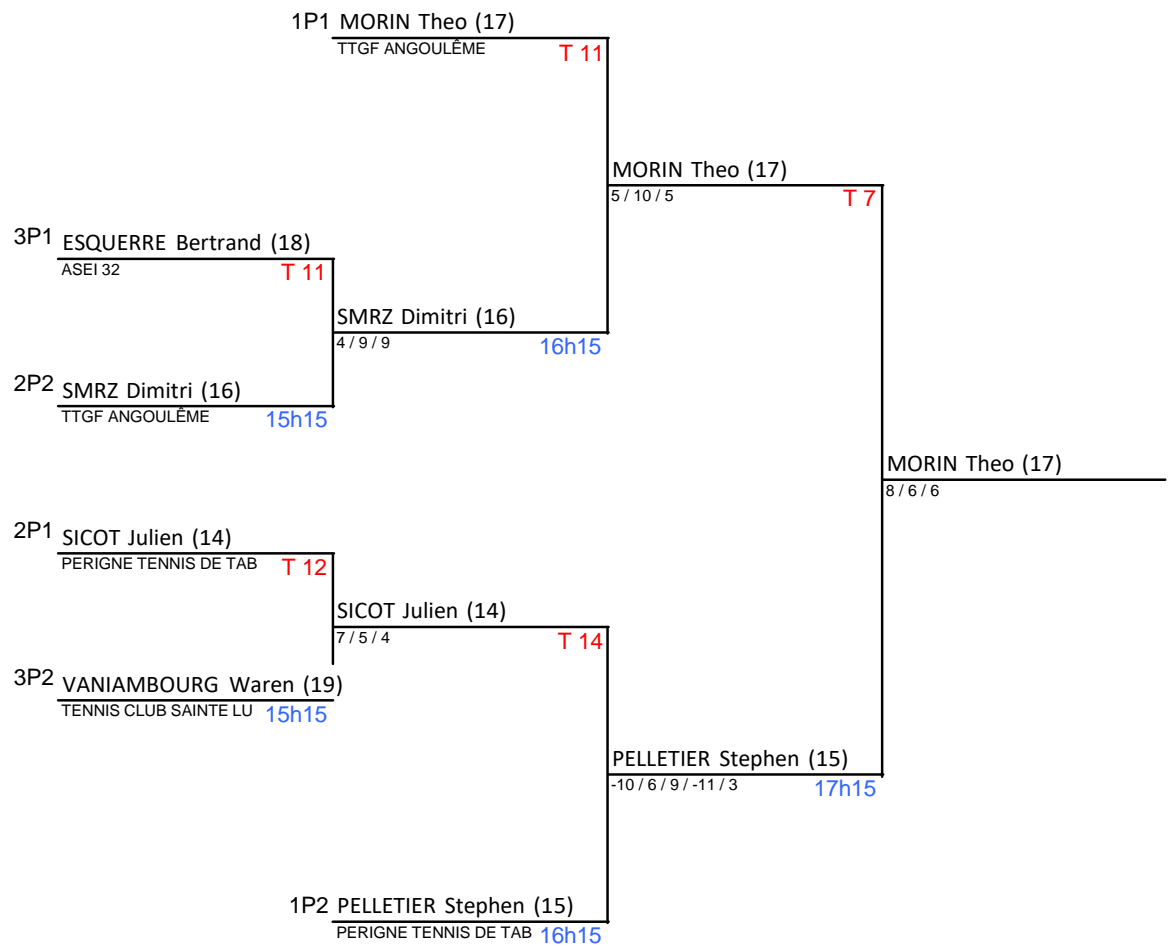 1P1 MORIN Theo (17)
TTGF ANGOULÊME T 11
MORIN Theo (17)
5 / 10 / 5 T 7
3P1 ESQUERRE Bertrand (18)
ASEI 32 T 11
SMRZ Dimitri (16)
4 / 9 / 9 16h15
2P2 SMRZ Dimitri (16)
TTGF ANGOULÊME 15h15
MORIN Theo (17)
8 / 6 / 6
2P1 SICOT Julien (14)
PERIGNE TENNIS DE TAB T 12
SICOT Julien (14)
7 / 5 / 4 T 14
3P2 VANIAMBOURG Waren (19)
TENNIS CLUB SAINTE LU 15h15
PELLETIER Stephen (15)
-10 / 6 / 9 / -11 / 3 17h15
1P2 PELLETIER Stephen (15)
PERIGNE TENNIS DE TAB 16h15